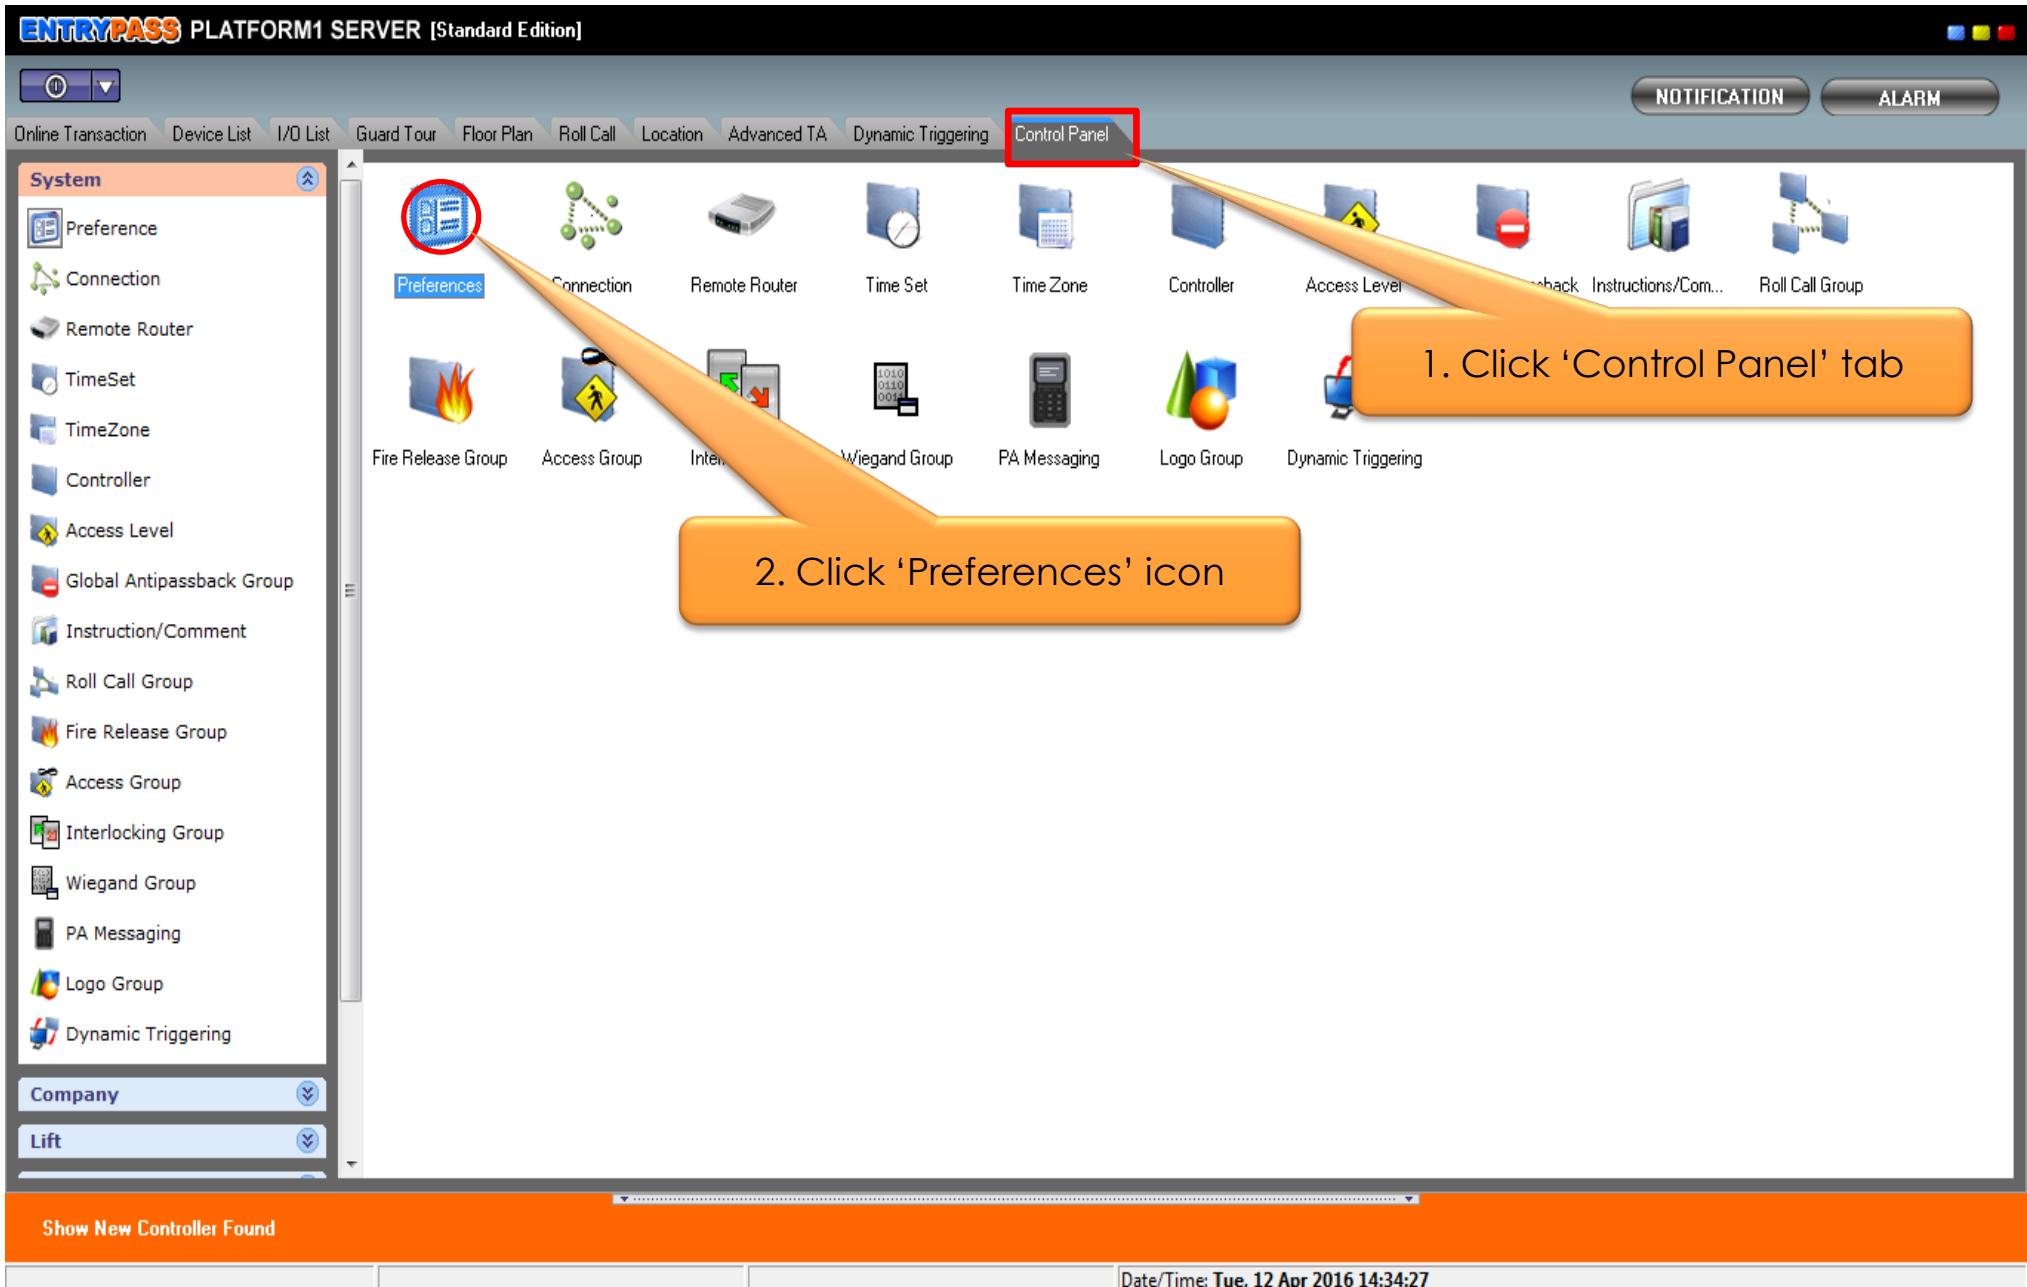 ENTRYPASS PLATFORM1 SERVER [Standard Edition]
NOTIFICATION
ALARM
Online Transaction
Device List
I/O List
Guard Tour
Floor Plan
Roll Call
Location
Advanced TA
Dynamic Triggering
Control Panel
System
Preference
Connection
Remote Router
TimeSet
TimeZone
Controller
Access Level
Global Antipassback Group
Instruction/Comment
Roll Call Group
Fire Release Group
Access Group
Interlocking Group
Wiegand Group
PA Messaging
Logo Group
Dynamic Triggering
Company
Lift
Preferences
Connection
Remote Router
Time Set
Time Zone
Controller
Access Level
Instructions/Com...
Roll Call Group
Fire Release Group
Access Group
Wiegand Group
PA Messaging
Logo Group
Dynamic Triggering
1. Click ‘Control Panel’ tab
2. Click ‘Preferences’ icon
Show New Controller Found
Date/Time: Tue, 12 Apr 2016 14:34:27